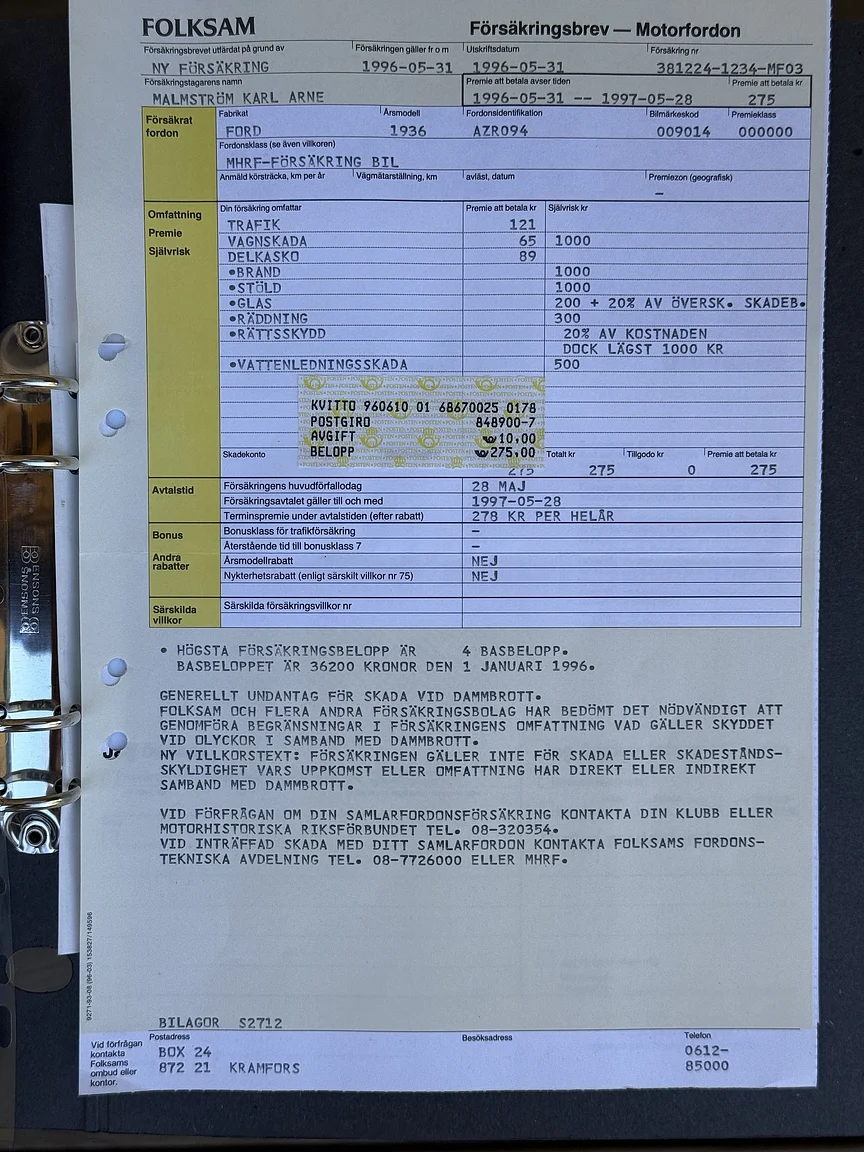 FOLKSAM
Försäkringsbrev — Motorfordon
Försäkringsbrevet utfärdat på grund av Försäkringen gäller fr o m Utskriftsdatum Försäkring nr
NY FÖRSÄKRING 1996-05-31 1996-05-31 381224-1234-MF03
Försäkringstagarens namn Premie att betala avser tiden Premie att betala kr
MALMSTRÖM KARL ARNE 1996-05-31 -- 1997-05-28 275
Försäkrat fordon
Fabrikat Årsmodell Fordonsidentifikation Bilmärkeskod Premieklass
FORD 1936 AZR094 009014 000000
Fordonsklass (se även villkoren)
MHRF-FÖRSÄKRING BIL
Anmäld körsträcka, km per år Vägmätarställning, km avläst, datum Premiezon (geografisk)
–
Omfattning
Premie
Självrisk
Din försäkring omfattar Premie att betala kr Självrisk kr
TRAFIK 121
VAGNSKADA 65 1000
DELKASKO 89
•BRAND 1000
•STÖLD 1000
•GLAS 200 + 20% AV ÖVERSK. SKADEB.
•RÄDDNING 300
•RÄTTSSKYDD 20% AV KOSTNADEN
DOCK LÄGST 1000 KR
•VATTENLEDNINGSSKADA 500
KVITTO 960610 01 68670025 0178
POSTGIRO 848900-7
AVGIFT 10,00
BELOPP 275,00
Skadekonto Totalt kr Tillgodo kr Premie att betala kr
275 275 0 275
Avtalstid
Försäkringens huvudförfallodag 28 MAJ
Försäkringsavtalet gäller till och med 1997-05-28
Terminspremie under avtalstiden (efter rabatt) 278 KR PER HELÅR
Bonus
Bonusklass för trafikförsäkring –
Återstående tid till bonusklass 7 –
Andra rabatter
Årsmodellrabatt NEJ
Nykterhetsrabatt (enligt särskilt villkor nr 75) NEJ
Särskilda villkor
Särskilda försäkringsvillkor nr
• HÖGSTA FÖRSÄKRINGSBELOPP ÄR 4 BASBELOPP.
BASBELOPPET ÄR 36200 KRONOR DEN 1 JANUARI 1996.
GENERELLT UNDANTAG FÖR SKADA VID DAMMBROTT.
FOLKSAM OCH FLERA ANDRA FÖRSÄKRINGSBOLAG HAR BEDÖMT DET NÖDVÄNDIGT ATT
GENOMFÖRA BEGRÄNSNINGAR I FÖRSÄKRINGENS OMFATTNING VAD GÄLLER SKYDDET
VID OLYCKOR I SAMBAND MED DAMMBROTT.
NY VILLKORSTEXT: FÖRSÄKRINGEN GÄLLER INTE FÖR SKADA ELLER SKADESTÅNDS-
SKYLDIGHET VARS UPPKOMST ELLER OMFATTNING HAR DIREKT ELLER INDIREKT
SAMBAND MED DAMMBROTT.
VID FÖRFRÅGAN OM DIN SAMLARFORDONSFÖRSÄKRING KONTAKTA DIN KLUBB ELLER
MOTORHISTORISKA RIKSFÖRBUNDET TEL. 08-320354.
VID INTRÄFFAD SKADA MED DITT SAMLARFORDON KONTAKTA FOLKSAMS FORDONS-
TEKNISKA AVDELNING TEL. 08-7726000 ELLER MHRF.
9271-93-08 (96-03) 153827/149596
BILAGOR S2712
Vid förfrågan
kontakta
Folksams
ombud eller
kontor.
Postadress Besöksadress Telefon
BOX 24 0612-
872 21 KRAMFORS 85000
JENSONS